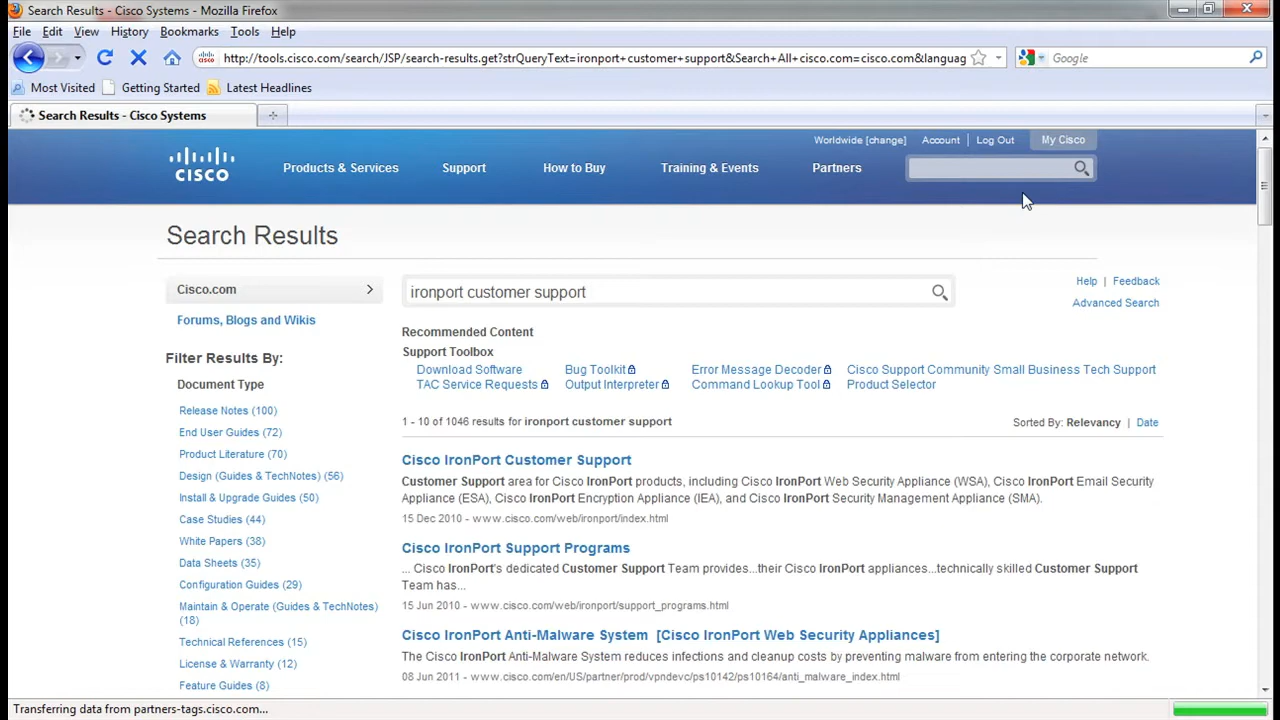 Search Results - Cisco Systems - Mozilla Firefox
File Edit View History Bookmarks Tools Help
http://tools.cisco.com/search/JSP/search-results.get?strQueryText=ironport+customer+support&Search+All+cisco.com=cisco.com&languag
Google
Most Visited Getting Started Latest Headlines
Search Results - Cisco Systems
Worldwide [change] Account | Log Out My Cisco
CISCO
Products & Services Support How to Buy Training & Events Partners
Search Results
Cisco.com
ironport customer support
Help | Feedback
Advanced Search
Forums, Blogs and Wikis
Filter Results By:
Document Type
Release Notes (100)
End User Guides (72)
Product Literature (70)
Design (Guides & TechNotes) (56)
Install & Upgrade Guides (50)
Case Studies (44)
White Papers (38)
Data Sheets (35)
Configuration Guides (29)
Maintain & Operate (Guides & TechNotes)
(18)
Technical References (15)
License & Warranty (12)
Feature Guides (8)
Recommended Content
Support Toolbox
Download Software Bug Toolkit Error Message Decoder Cisco Support Community Small Business Tech Support
TAC Service Requests Output Interpreter Command Lookup Tool Product Selector
1 - 10 of 1046 results for ironport customer support
Sorted By: Relevancy | Date
Cisco IronPort Customer Support
Customer Support area for Cisco IronPort products, including Cisco IronPort Web Security Appliance (WSA), Cisco IronPort Email Security
Appliance (ESA), Cisco IronPort Encryption Appliance (IEA), and Cisco IronPort Security Management Appliance (SMA).
15 Dec 2010 - www.cisco.com/web/ironport/index.html
Cisco IronPort Support Programs
... Cisco IronPort's dedicated Customer Support Team provides...their Cisco IronPort appliances...technically skilled Customer Support
Team has...
15 Jun 2010 - www.cisco.com/web/ironport/support_programs.html
Cisco IronPort Anti-Malware System [Cisco IronPort Web Security Appliances]
The Cisco IronPort Anti-Malware System reduces infections and cleanup costs by preventing malware from entering the corporate network.
08 Jun 2011 - www.cisco.com/en/US/partner/prod/vpndevc/ps10142/ps10164/anti_malware_index.html
Transferring data from partners-tags.cisco.com...